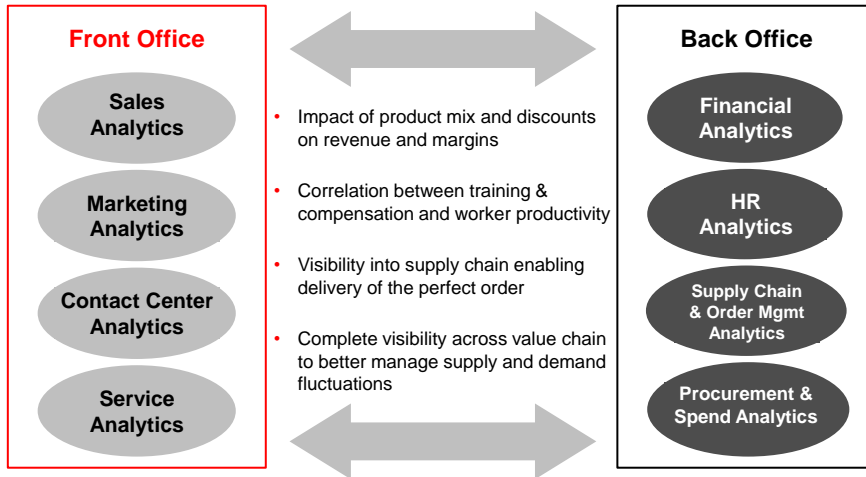 Front Office
Sales
Analytics
Marketing
Analytics
Contact Center
Analytics
Service
Analytics
• Impact of product mix and discounts
on revenue and margins
• Correlation between training &
compensation and worker productivity
• Visibility into supply chain enabling
delivery of the perfect order
• Complete visibility across value chain
to better manage supply and demand
fluctuations
Back Office
Financial
Analytics
HR
Analytics
Supply Chain
& Order Mgmt
Analytics
Procurement &
Spend Analytics